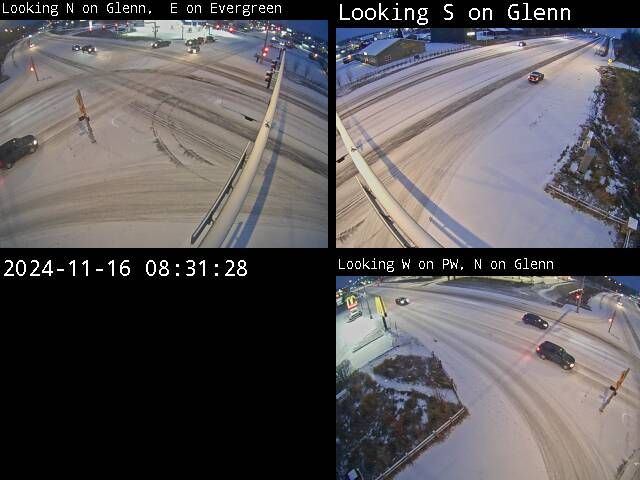 Looking N on Glenn,  E on Evergreen
Looking S on Glenn
2024-11-16 08:31:28
Looking W on PW, N on Glenn